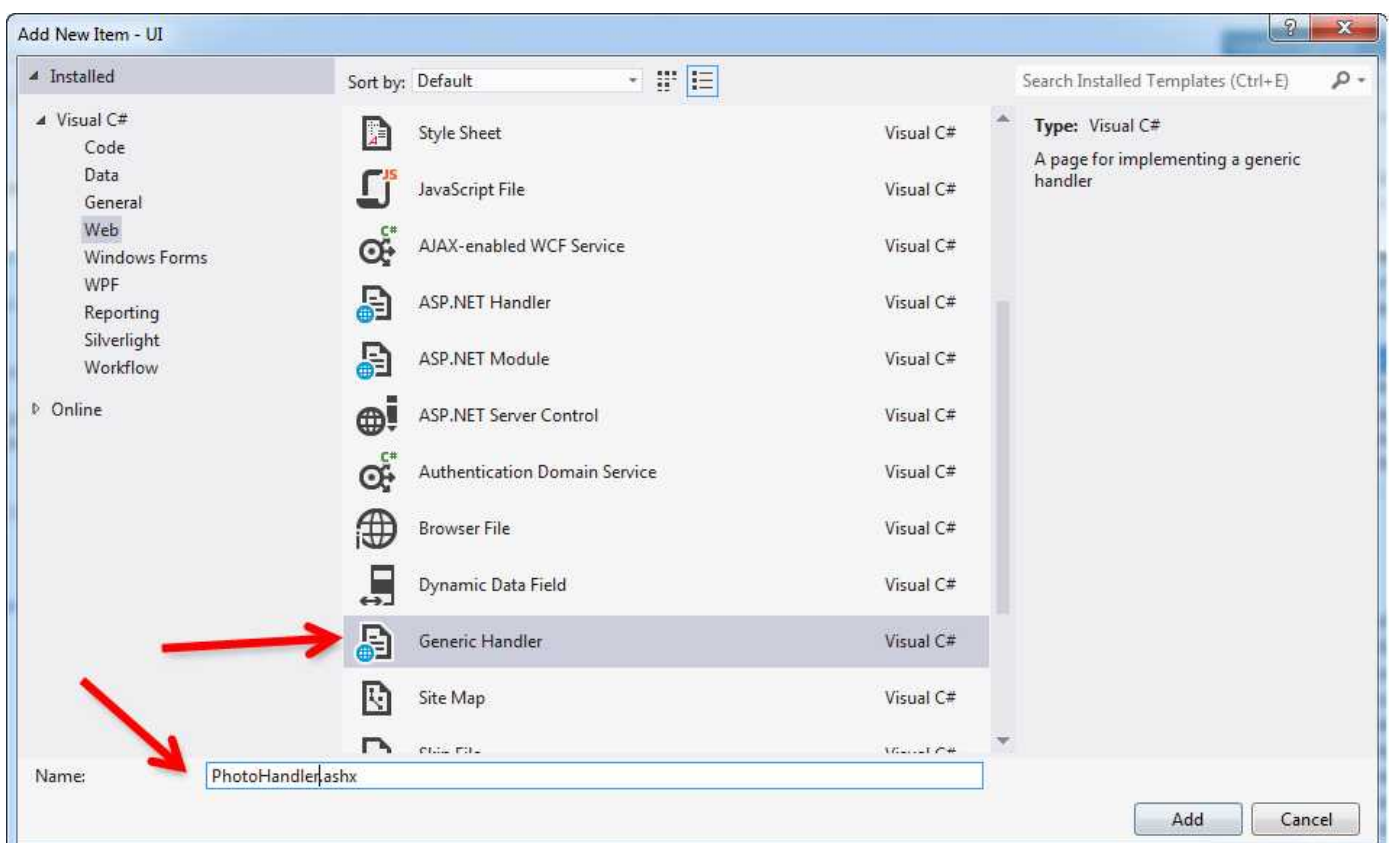 Add New Item - UI
Installed
Sort by: Default
Search Installed Templates (Ctrl+E)
Visual C#
Code
Data
General
Web
Windows Forms
WPF
Reporting
Silverlight
Workflow
Online
Style Sheet Visual C#
JavaScript File Visual C#
AJAX-enabled WCF Service Visual C#
ASP.NET Handler Visual C#
ASP.NET Module Visual C#
ASP.NET Server Control Visual C#
Authentication Domain Service Visual C#
Browser File Visual C#
Dynamic Data Field Visual C#
Generic Handler Visual C#
Site Map Visual C#
Skin File Visual C#
Type: Visual C#
A page for implementing a generic
handler
Name: PhotoHandler.ashx
Add Cancel